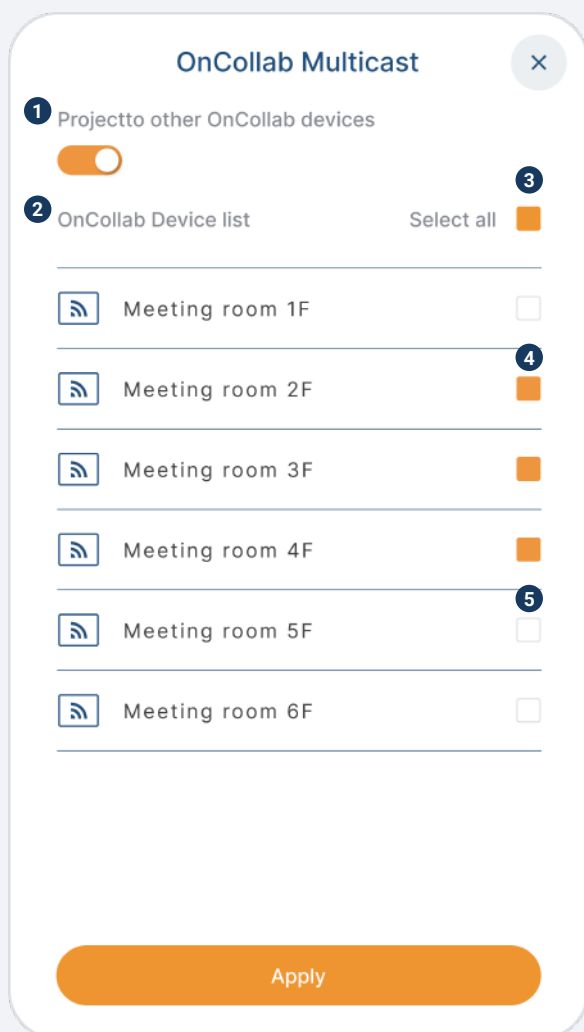 OnCollab Multicast
1 Projectto other OnCollab devices
3
2 OnCollab Device list Select all
Meeting room 1F
4
Meeting room 2F
Meeting room 3F
Meeting room 4F
5
Meeting room 5F
Meeting room 6F
Apply